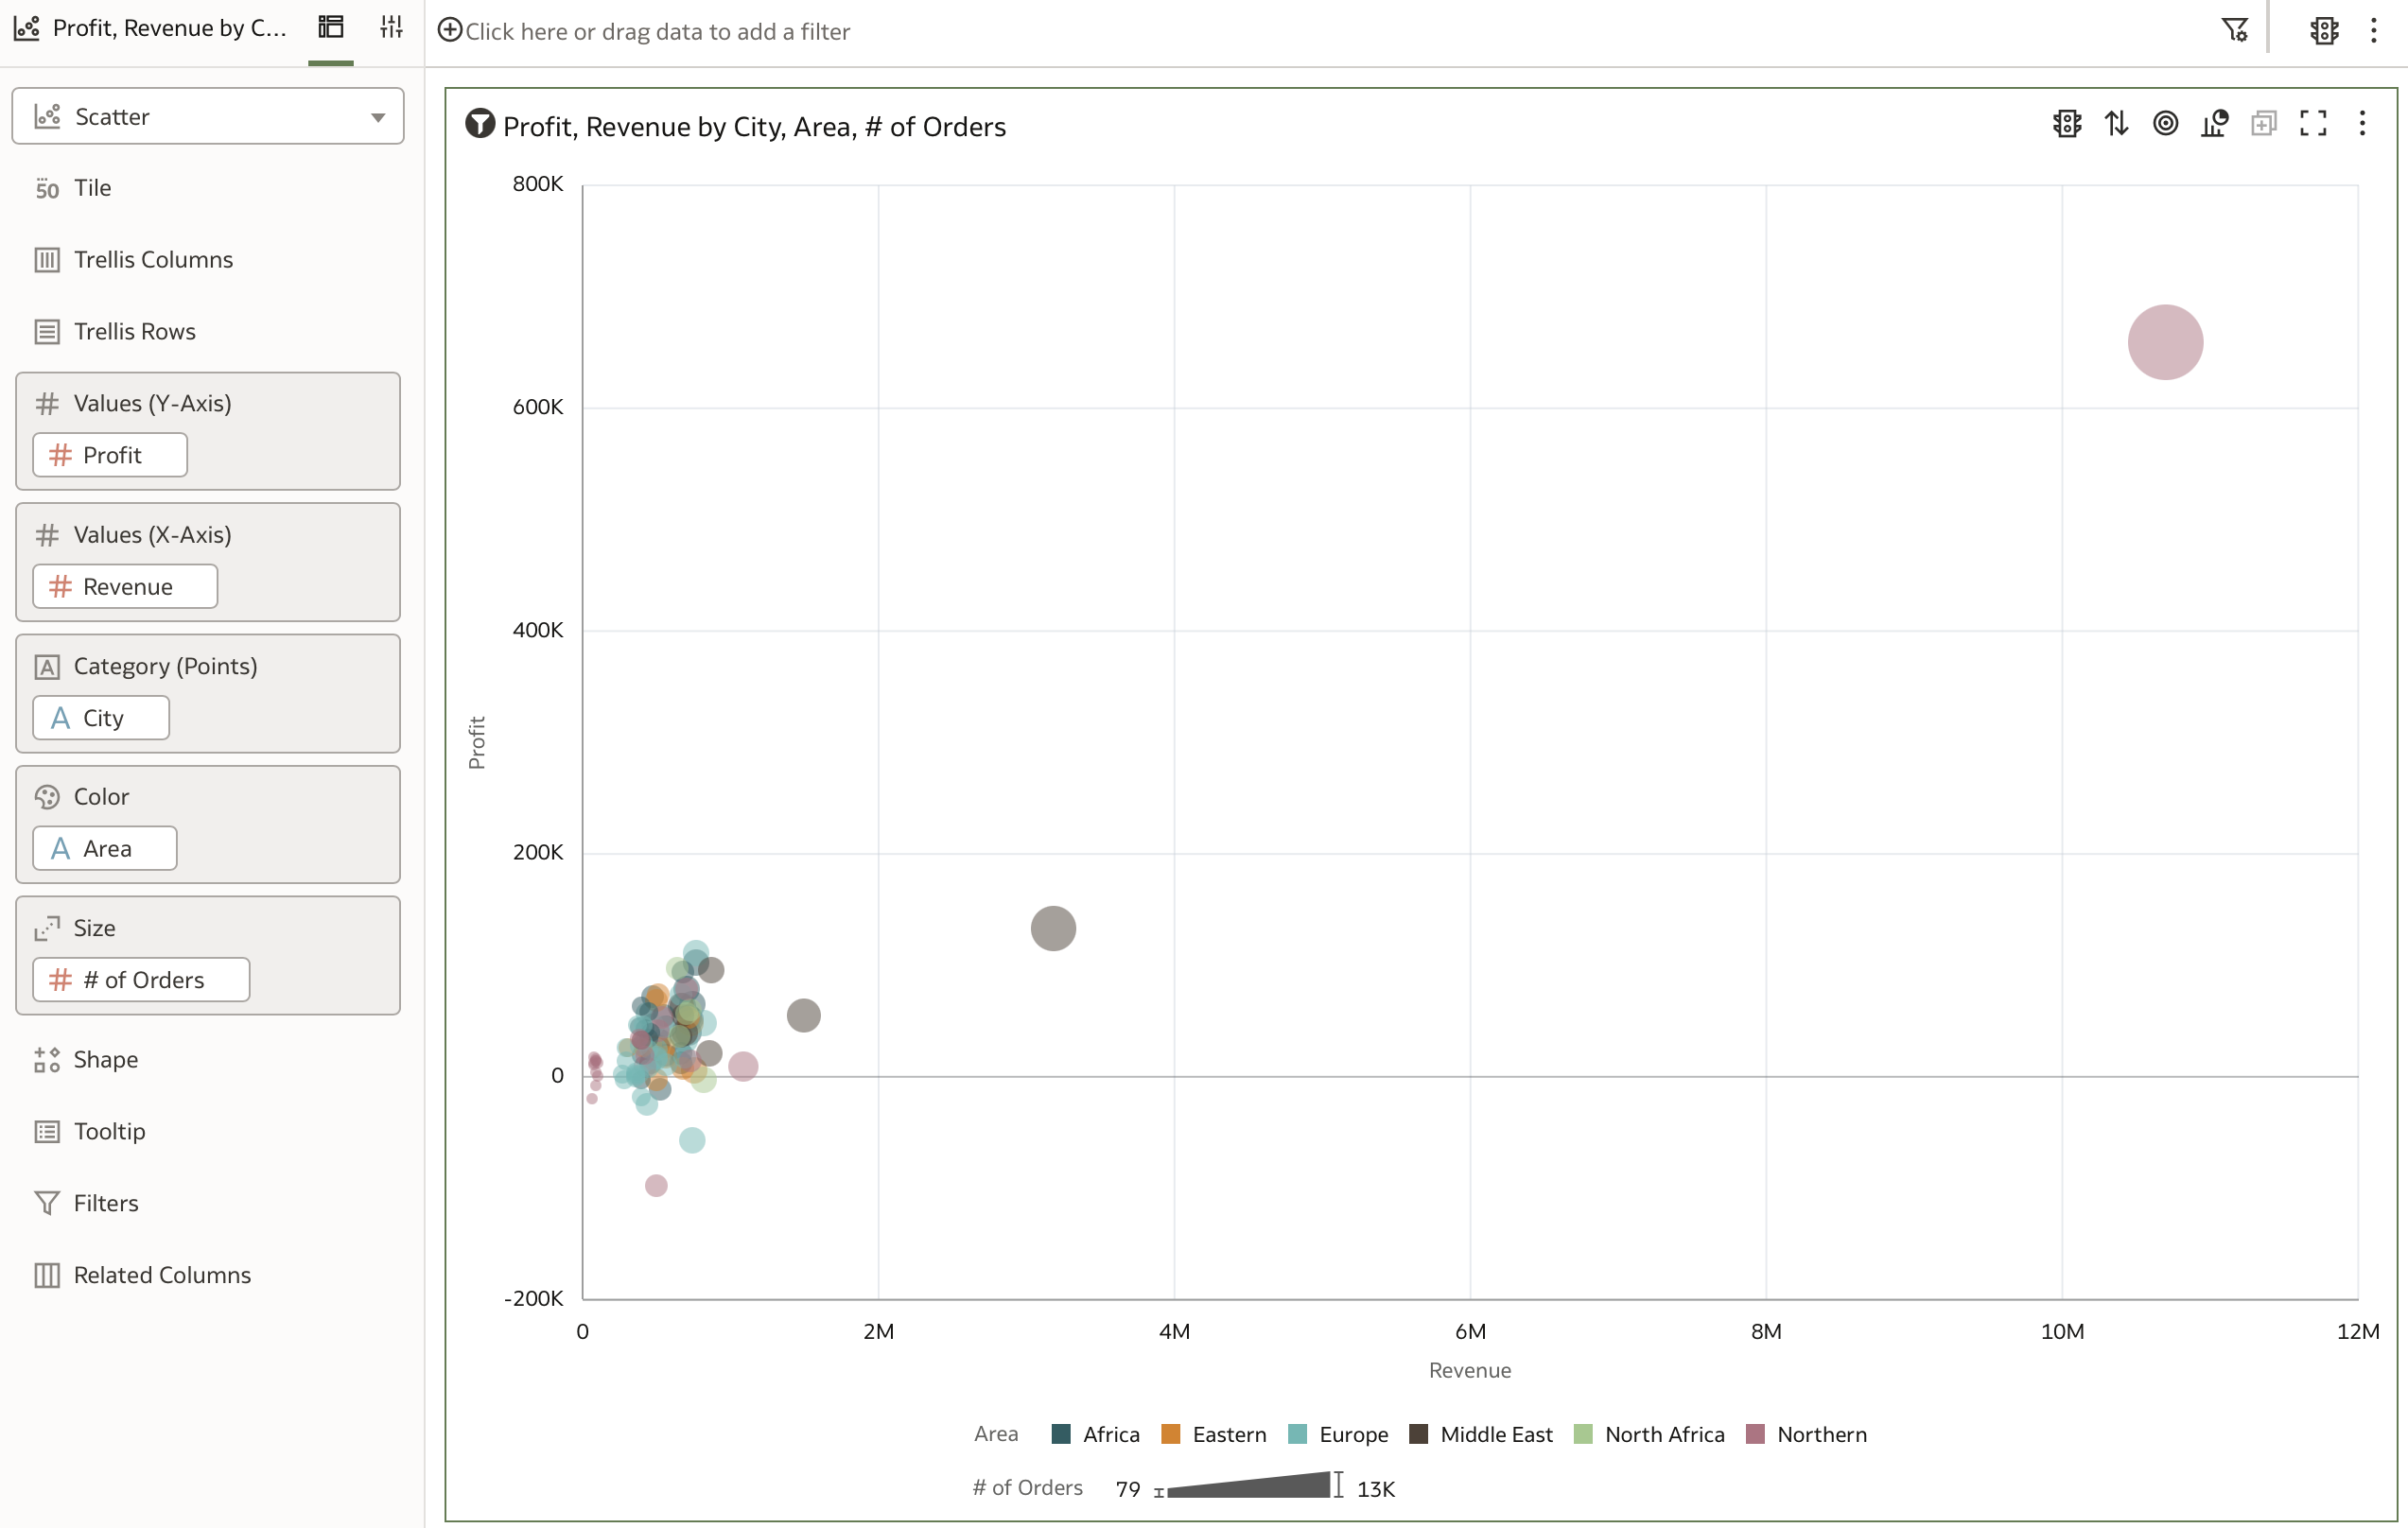 Profit, Revenue by C...
Click here or drag data to add a filter
Scatter
50 Tile
Trellis Columns
Trellis Rows
# Values (Y-Axis)
# Profit
# Values (X-Axis)
# Revenue
A Category (Points)
A City
Color
A Area
Size
# # of Orders
Shape
Tooltip
Filters
Related Columns
Profit, Revenue by City, Area, # of Orders
800K
600K
400K
200K
0
-200K
Profit
0 2M 4M 6M 8M 10M 12M
Revenue
Area Africa Eastern Europe Middle East North Africa Northern
# of Orders 79 13K